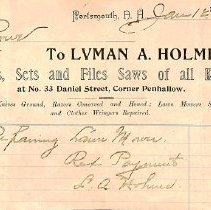 Portsmouth, N. H., Jan 12
To LYMAN A. HOLME
s, Sets and Files Saws of all
at No. 33 Daniel Street, Corner Penhallow.
Knives Ground, Razors Concaved and Honed; Lawn Mowers
and Clothes Wringers Repaired.
Repairing Lawn Mower
Recd Payment
L. A. Holmes